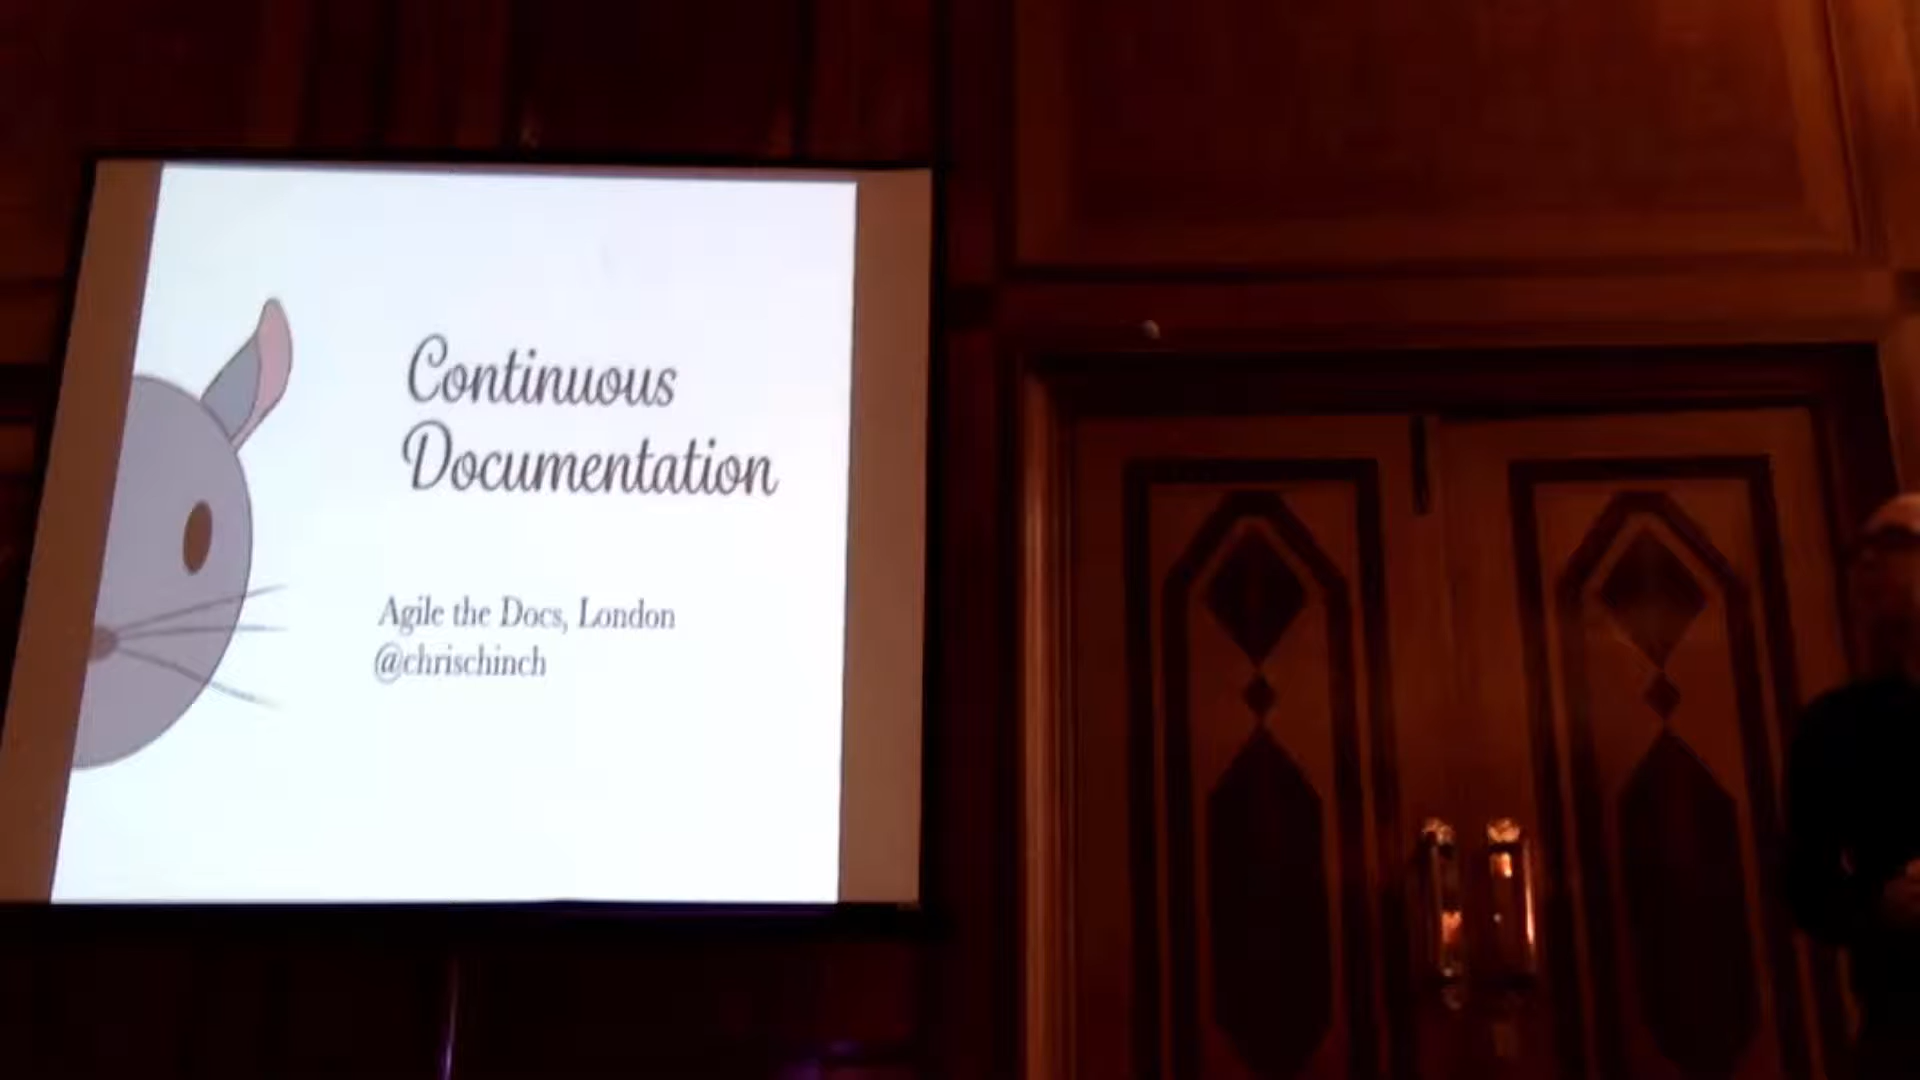 Continuous
Documentation
Agile the Docs, London
@chrischinch